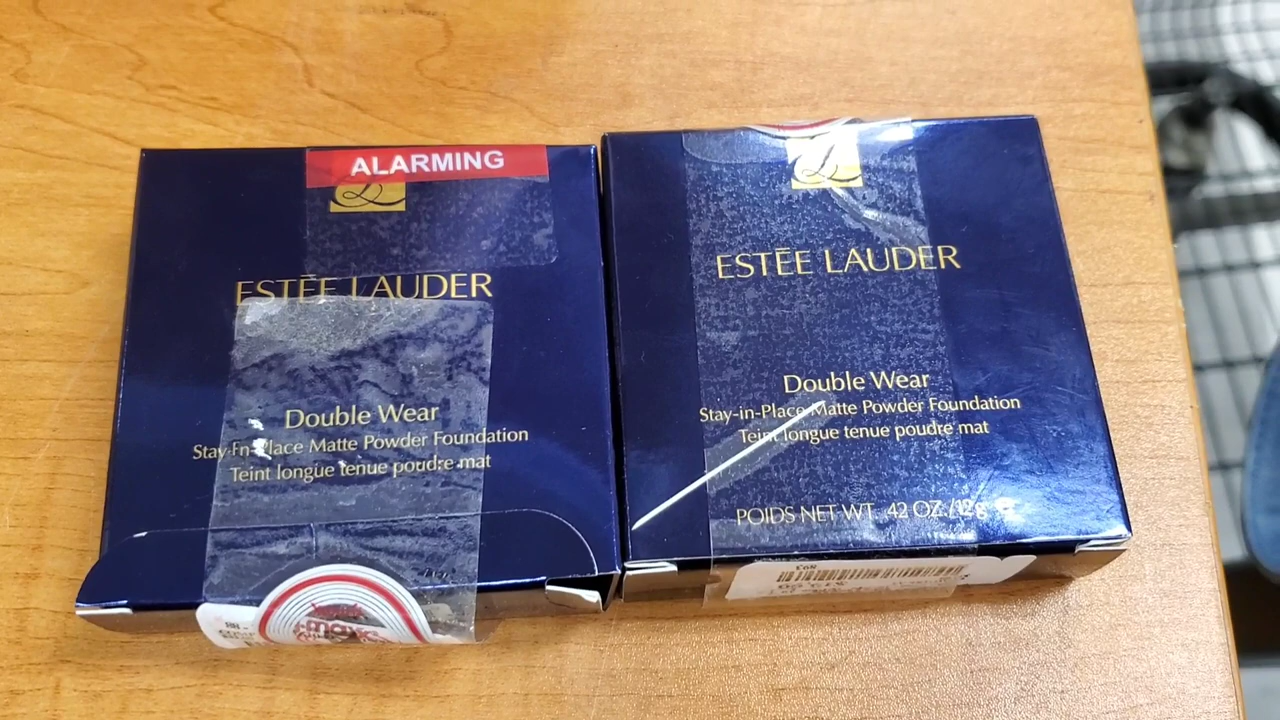 ALARMING
ESTĒE LAUDER
Double Wear
Stay-in-Place Matte Powder Foundation
Teint longue tenue poudre mat
ESTĒE LAUDER
Double Wear
Stay-in-Place Matte Powder Foundation
Teint longue tenue poudre mat
POIDS NET WT .42 OZ./12g